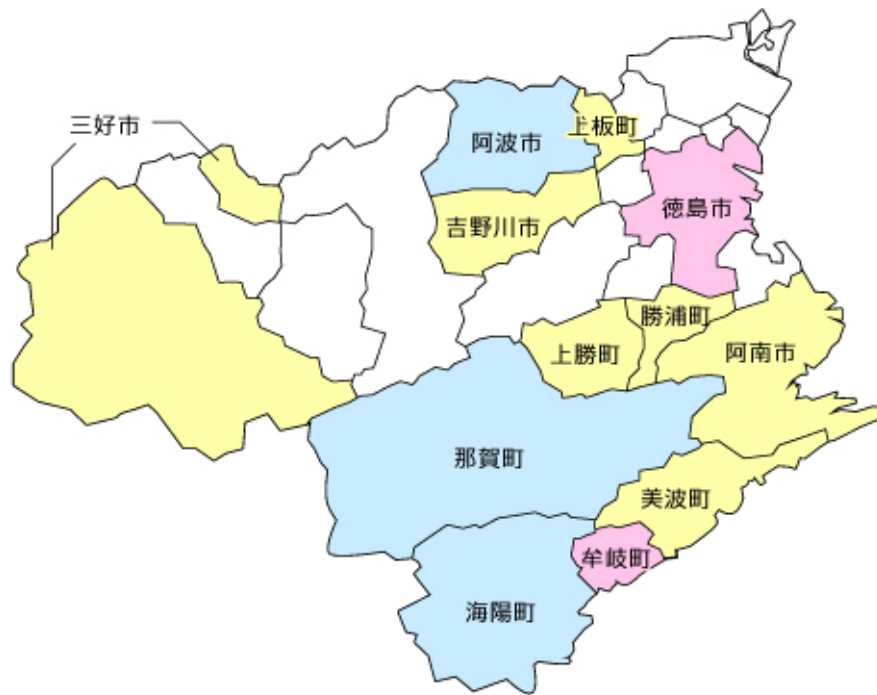 三好市
阿波市
上板町
吉野川市
徳島市
勝浦町
上勝町
阿南市
那賀町
美波町
牟岐町
海陽町